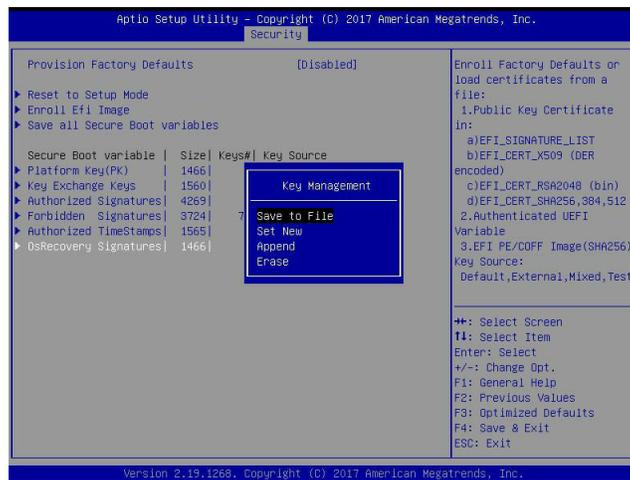 Aptio Setup Utility – Copyright (C) 2017 American Megatrends, Inc.
Security
Provision Factory Defaults [Disabled]
Reset to Setup Mode
Enroll Efi Image
Save all Secure Boot variables
Secure Boot variable | Size| Keys#| Key Source
Platform Key(PK) | 1466|
Key Exchange Keys | 1560|
Authorized Signatures| 4269|
Forbidden Signatures| 3724| 7
Authorized TimeStamps| 1565|
OsRecovery Signatures| 1466|
Key Management
Save to File
Set New
Append
Erase
Enroll Factory Defaults or
load certificates from a
file:
1.Public Key Certificate
in:
a)EFI_SIGNATURE_LIST
b)EFI_CERT_X509 (DER
encoded)
c)EFI_CERT_RSA2048 (bin)
d)EFI_CERT_SHA256,384,512
2.Authenticated UEFI
Variable
3.EFI PE/COFF Image(SHA256)
Key Source:
Default,External,Mixed,Test
→←: Select Screen
↑↓: Select Item
Enter: Select
+/-: Change Opt.
F1: General Help
F2: Previous Values
F3: Optimized Defaults
F4: Save & Exit
ESC: Exit
Version 2.19.1268. Copyright (C) 2017 American Megatrends, Inc.